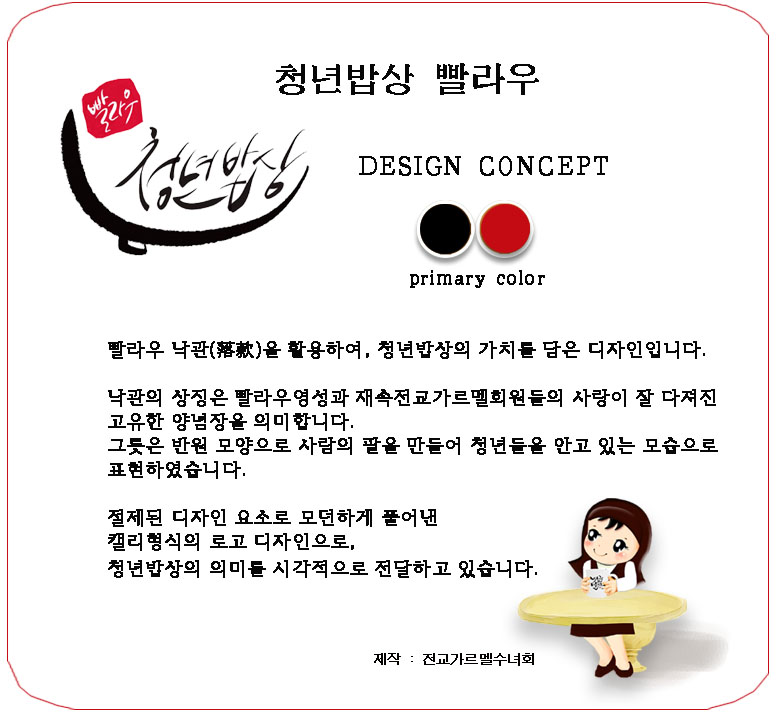 청년밥상 빨라우
빨라우
청년밥상
DESIGN CONCEPT
primary color
빨라우 낙관(落款)을 활용하여, 청년밥상의 가치를 담은 디자인입니다.
낙관의 상징은 빨라우영성과 재속전교가르멜회원들의 사랑이 잘 다져진
고유한 양념장을 의미합니다.
그릇은 반원 모양으로 사람의 팔을 만들어 청년들을 안고 있는 모습으로
표현하였습니다.
절제된 디자인 요소로 모던하게 풀어낸
캘리형식의 로고 디자인으로,
청년밥상의 의미를 시각적으로 전달하고 있습니다.
제작 : 전교가르멜수녀회